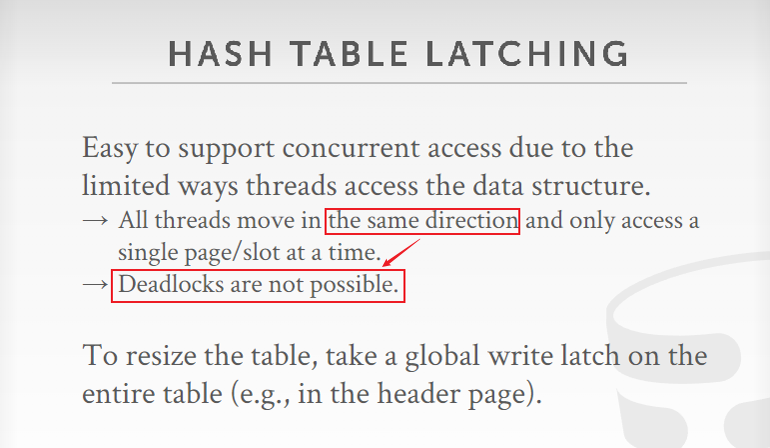 HASH TABLE LATCHING
Easy to support concurrent access due to the
limited ways threads access the data structure.
→ All threads move in the same direction and only access a
single page/slot at a time.
→ Deadlocks are not possible.
To resize the table, take a global write latch on the
entire table (e.g., in the header page).